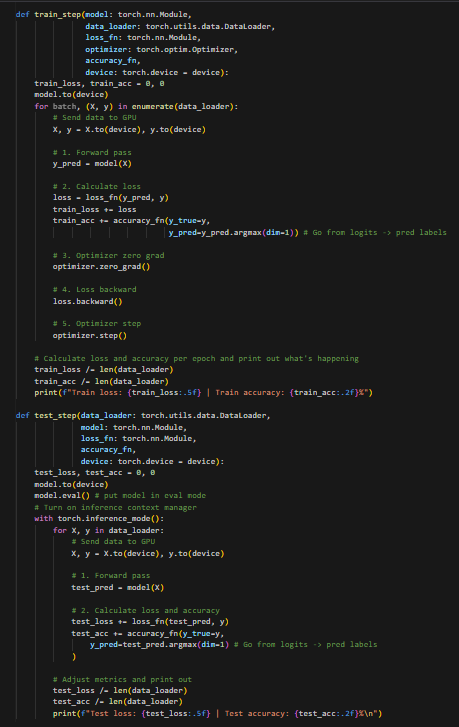 def train_step(model: torch.nn.Module,
data_loader: torch.utils.data.DataLoader,
loss_fn: torch.nn.Module,
optimizer: torch.optim.Optimizer,
accuracy_fn,
device: torch.device = device):
train_loss, train_acc = 0, 0
model.to(device)
for batch, (X, y) in enumerate(data_loader):
# Send data to GPU
X, y = X.to(device), y.to(device)
# 1. Forward pass
y_pred = model(X)
# 2. Calculate loss
loss = loss_fn(y_pred, y)
train_loss += loss
train_acc += accuracy_fn(y_true=y,
y_pred=y_pred.argmax(dim=1)) # Go from logits -> pred labels
# 3. Optimizer zero grad
optimizer.zero_grad()
# 4. Loss backward
loss.backward()
# 5. Optimizer step
optimizer.step()
# Calculate loss and accuracy per epoch and print out what's happening
train_loss /= len(data_loader)
train_acc /= len(data_loader)
print(f"Train loss: {train_loss:.5f} | Train accuracy: {train_acc:.2f}%")
def test_step(data_loader: torch.utils.data.DataLoader,
model: torch.nn.Module,
loss_fn: torch.nn.Module,
accuracy_fn,
device: torch.device = device):
test_loss, test_acc = 0, 0
model.to(device)
model.eval() # put model in eval mode
# Turn on inference context manager
with torch.inference_mode():
for X, y in data_loader:
# Send data to GPU
X, y = X.to(device), y.to(device)
# 1. Forward pass
test_pred = model(X)
# 2. Calculate loss and accuracy
test_loss += loss_fn(test_pred, y)
test_acc += accuracy_fn(y_true=y,
y_pred=test_pred.argmax(dim=1) # Go from logits -> pred labels
)
# Adjust metrics and print out
test_loss /= len(data_loader)
test_acc /= len(data_loader)
print(f"Test loss: {test_loss:.5f} | Test accuracy: {test_acc:.2f}%\n")